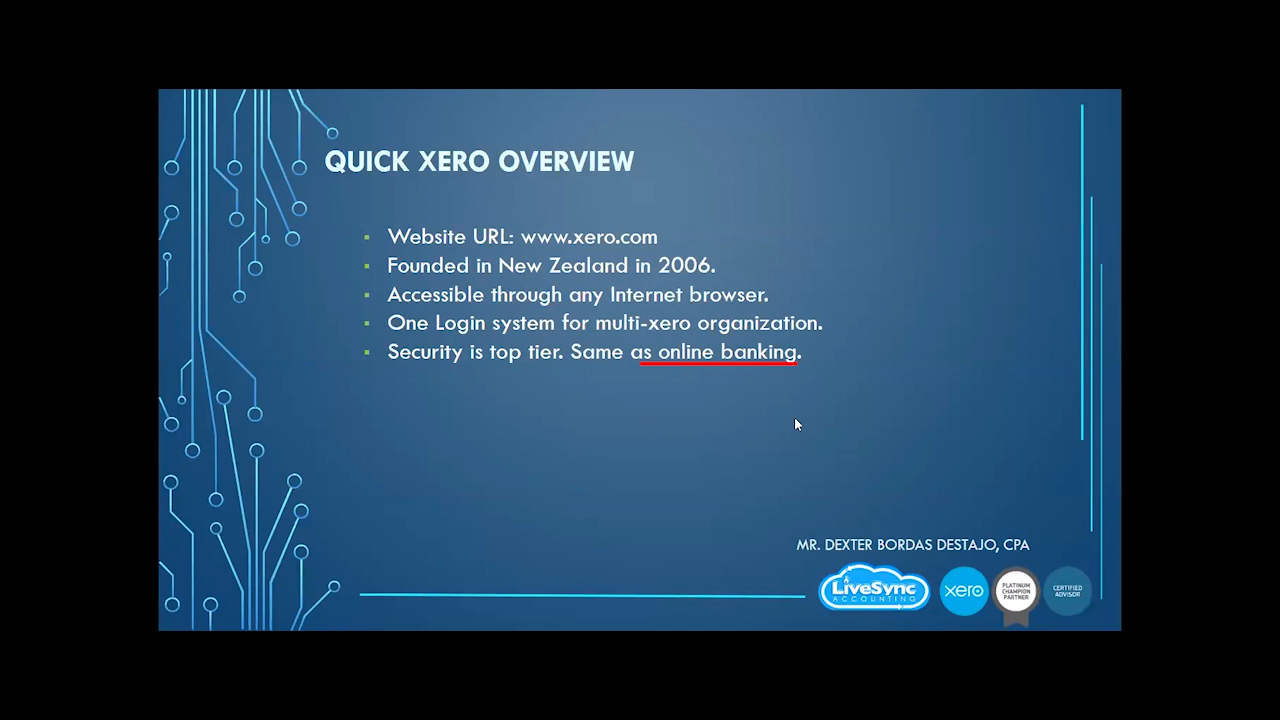 QUICK XERO OVERVIEW
Website URL: www.xero.com
Founded in New Zealand in 2006.
Accessible through any Internet browser.
One Login system for multi-xero organization.
Security is top tier. Same as online banking.
MR. DEXTER BORDAS DESTAJO, CPA
LiveSync
ACCOUNTING
xero
PLATINUM
CHAMPION
PARTNER
CERTIFIED
ADVISOR